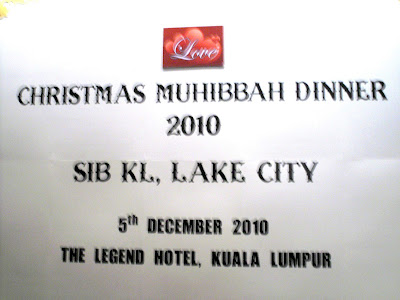 Love
CHRISTMAS MUHIBBAH DINNER
2010
SIB KL, LAKE CITY
5th DECEMBER 2010
THE LEGEND HOTEL, KUALA LUMPUR